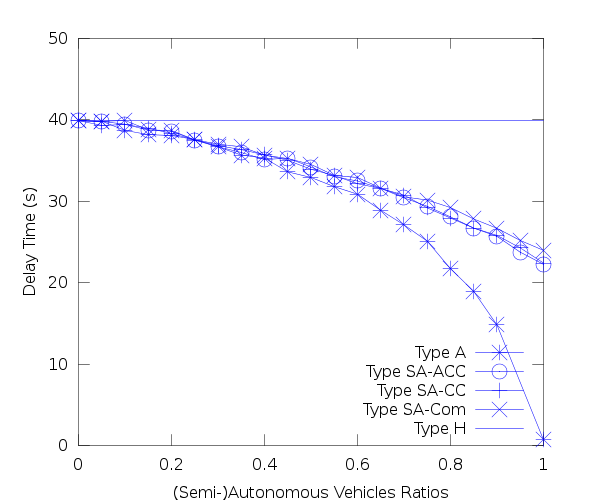 50
40
30
20
10
0
Delay Time (s)
Type A
Type SA-ACC
Type SA-CC
Type SA-Com
Type H
0 0.2 0.4 0.6 0.8 1
(Semi-)Autonomous Vehicles Ratios